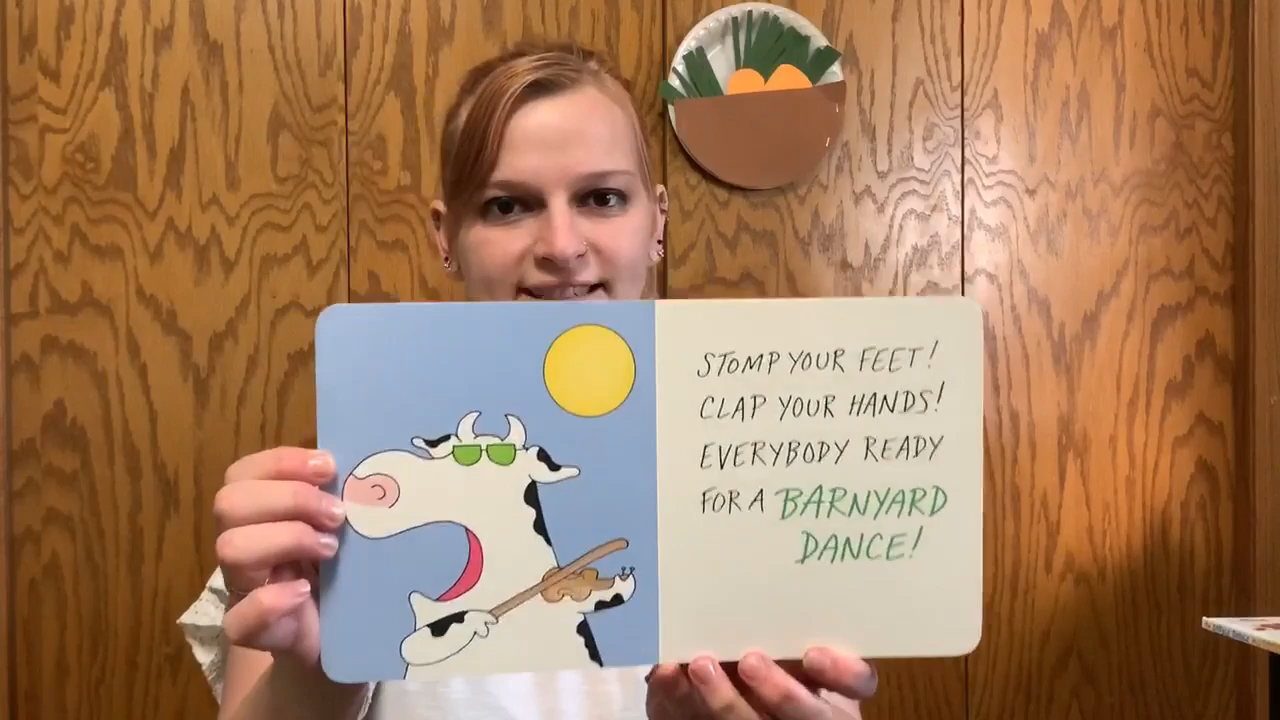 STOMP YOUR FEET!
CLAP YOUR HANDS!
EVERYBODY READY
FOR A BARNYARD
DANCE!